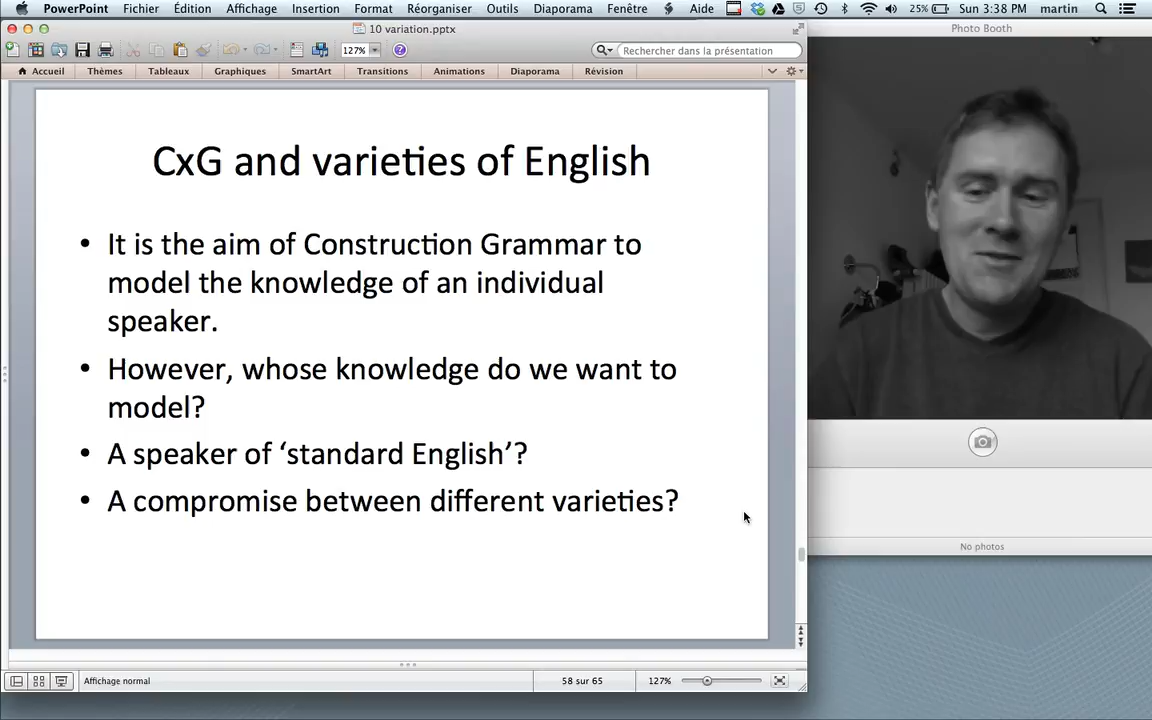 PowerPoint Fichier Édition Affichage Insertion Format Réorganiser Outils Diaporama Fenêtre Aide 25% Sun 3:38 PM martin
10 variation.pptx
127% Rechercher dans la présentation
Accueil Thèmes Tableaux Graphiques SmartArt Transitions Animations Diaporama Révision
Photo Booth
CxG and varieties of English
• It is the aim of Construction Grammar to
model the knowledge of an individual
speaker.
• However, whose knowledge do we want to
model?
• A speaker of ‘standard English’?
• A compromise between different varieties?
No photos
Affichage normal 58 sur 65 127%